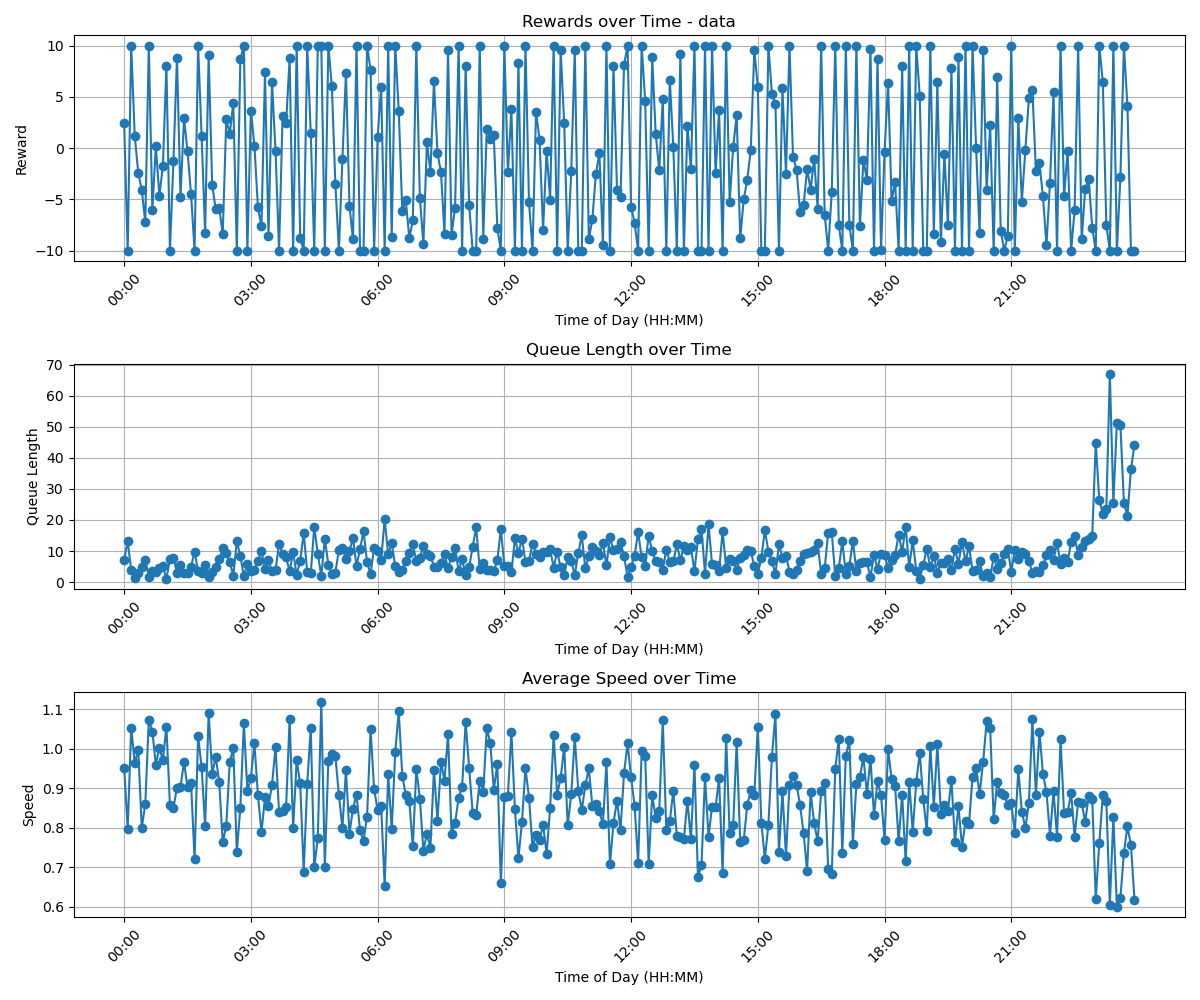 Rewards over Time - data
Reward
10
5
0
−5
−10
00:00 03:00 06:00 09:00 12:00 15:00 18:00 21:00
Time of Day (HH:MM)
Queue Length over Time
Queue Length
70
60
50
40
30
20
10
0
00:00 03:00 06:00 09:00 12:00 15:00 18:00 21:00
Time of Day (HH:MM)
Average Speed over Time
Speed
1.1
1.0
0.9
0.8
0.7
0.6
00:00 03:00 06:00 09:00 12:00 15:00 18:00 21:00
Time of Day (HH:MM)